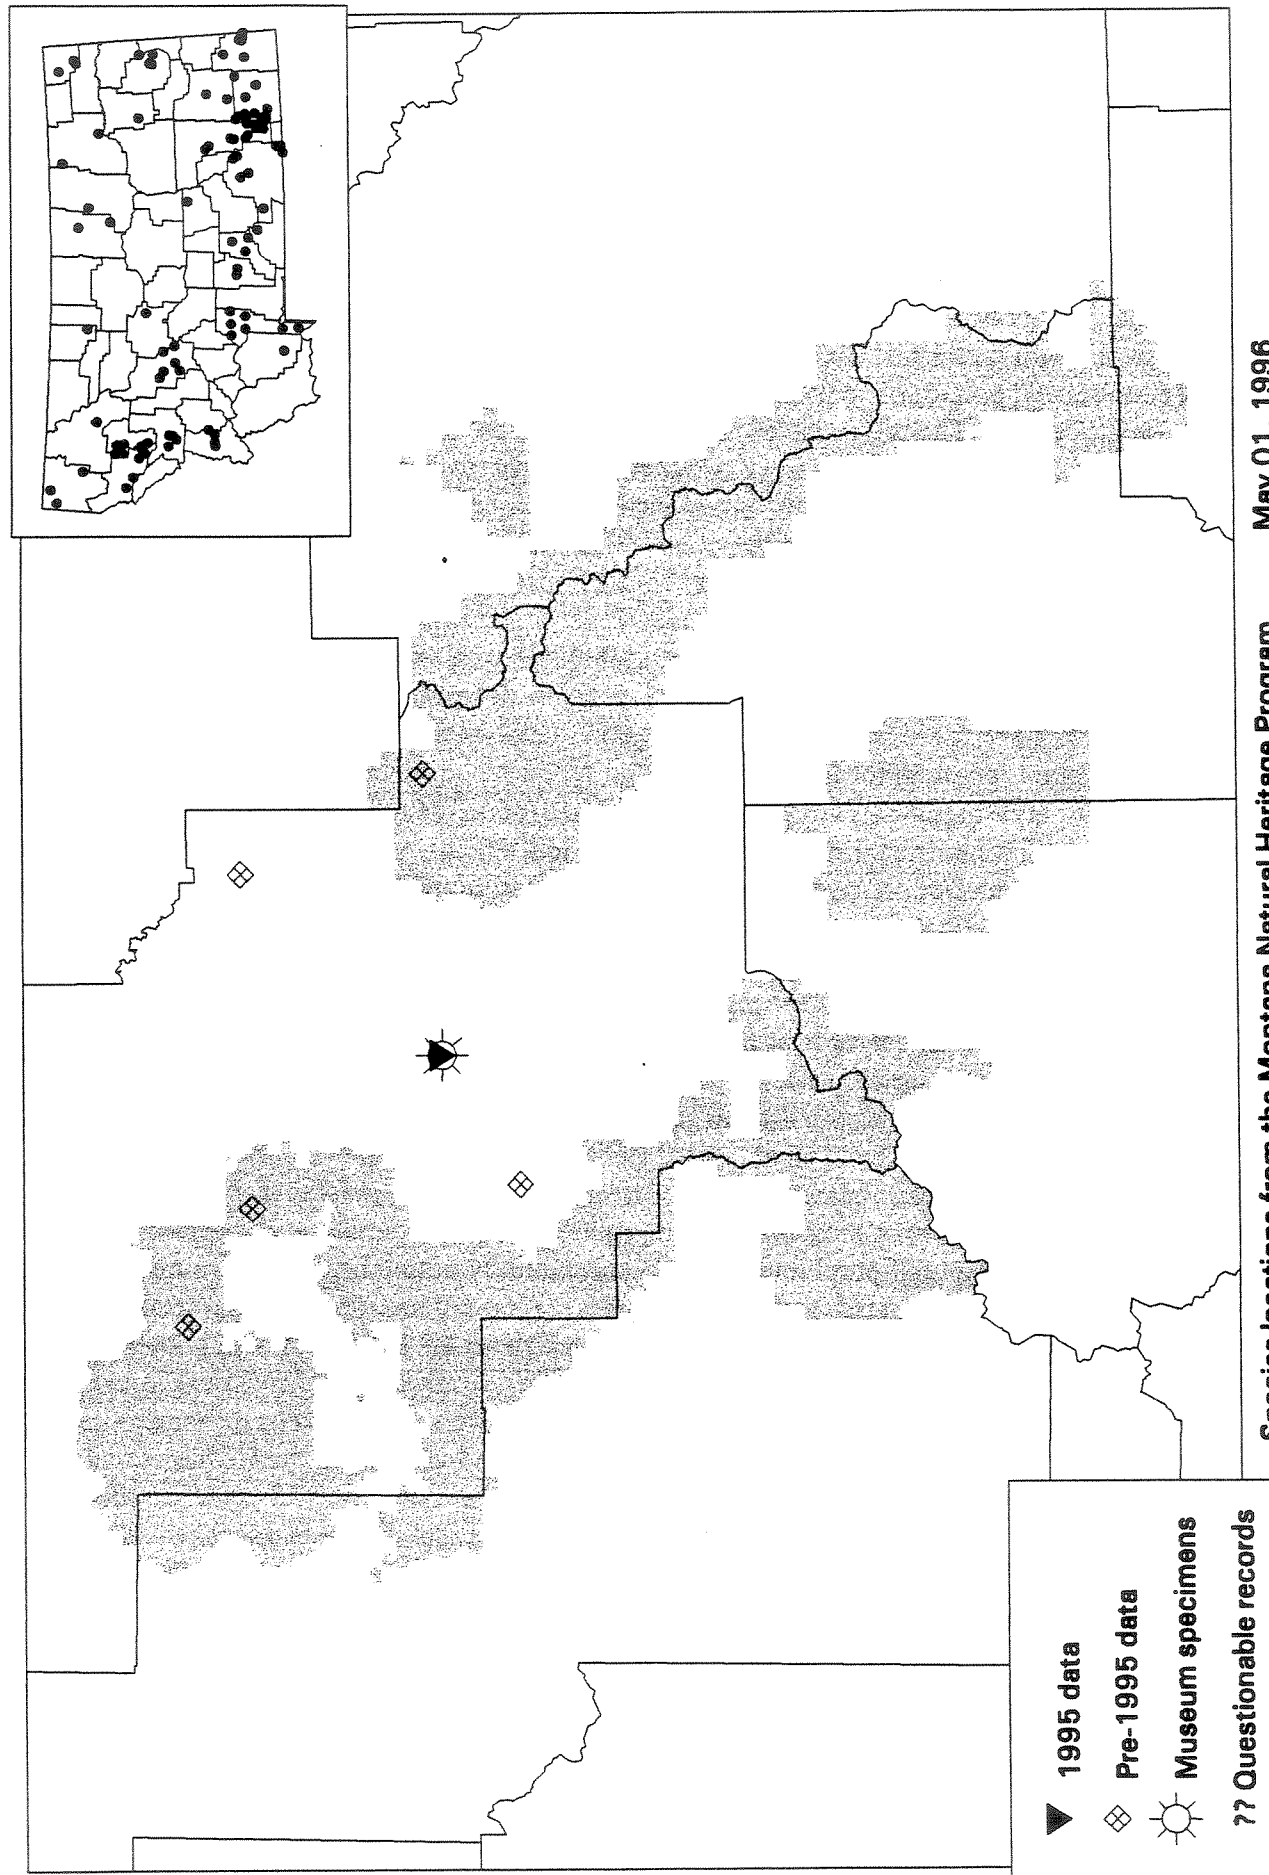 1995 data
Pre-1995 data
Museum specimens
?? Questionable records
Species locations from the Montana Natural Heritage Program May 01, 1996